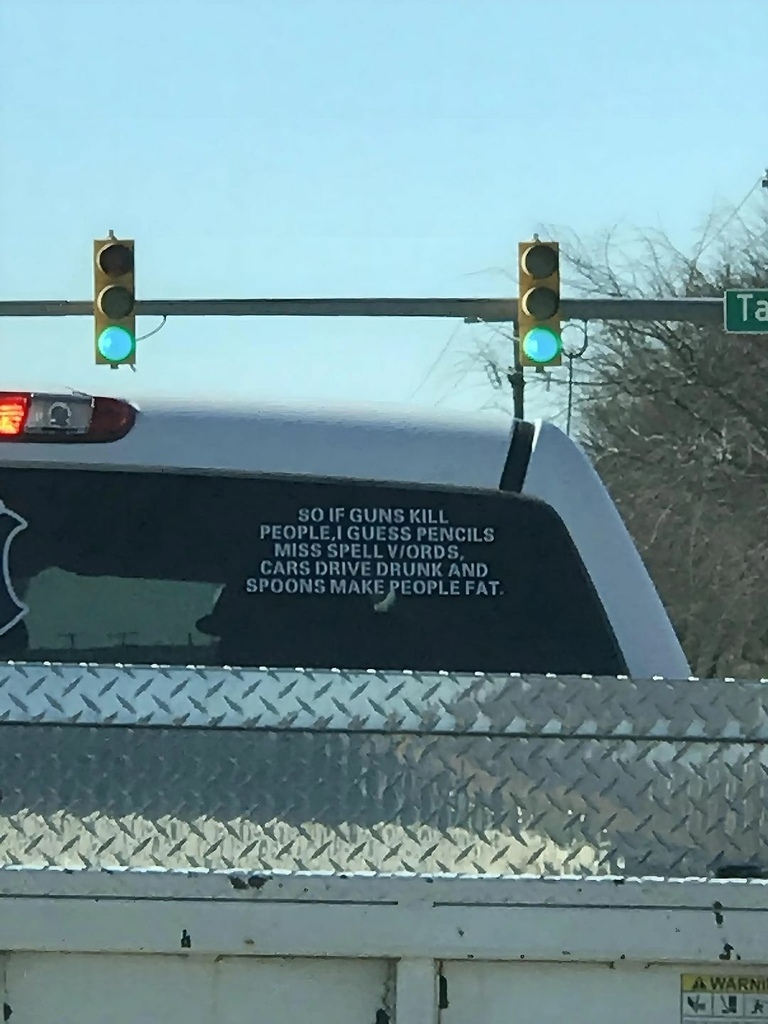 Ta
SO IF GUNS KILL
PEOPLE,I GUESS PENCILS
MISS SPELL WORDS,
CARS DRIVE DRUNK AND
SPOONS MAKE PEOPLE FAT.
WARNI